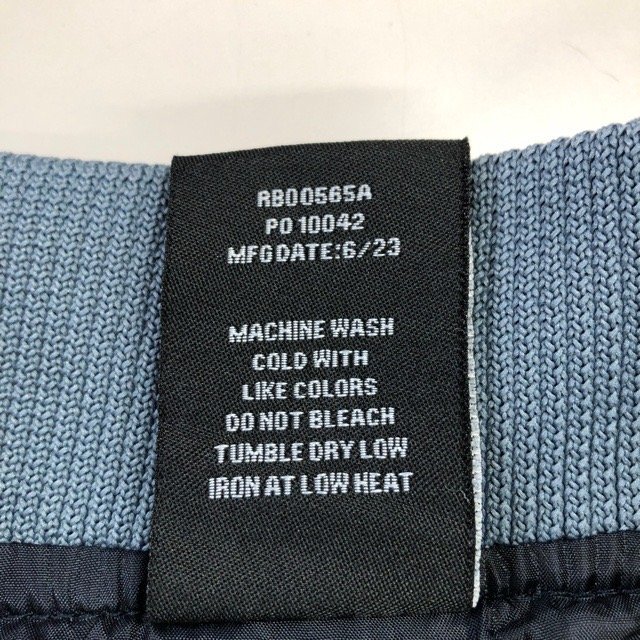 RBD0565A
PO 10042
MFG DATE: 6/23
MACHINE WASH
COLD WITH
LIKE COLORS
DO NOT BLEACH
TUMBLE DRY LOW
IRON AT LOW HEAT